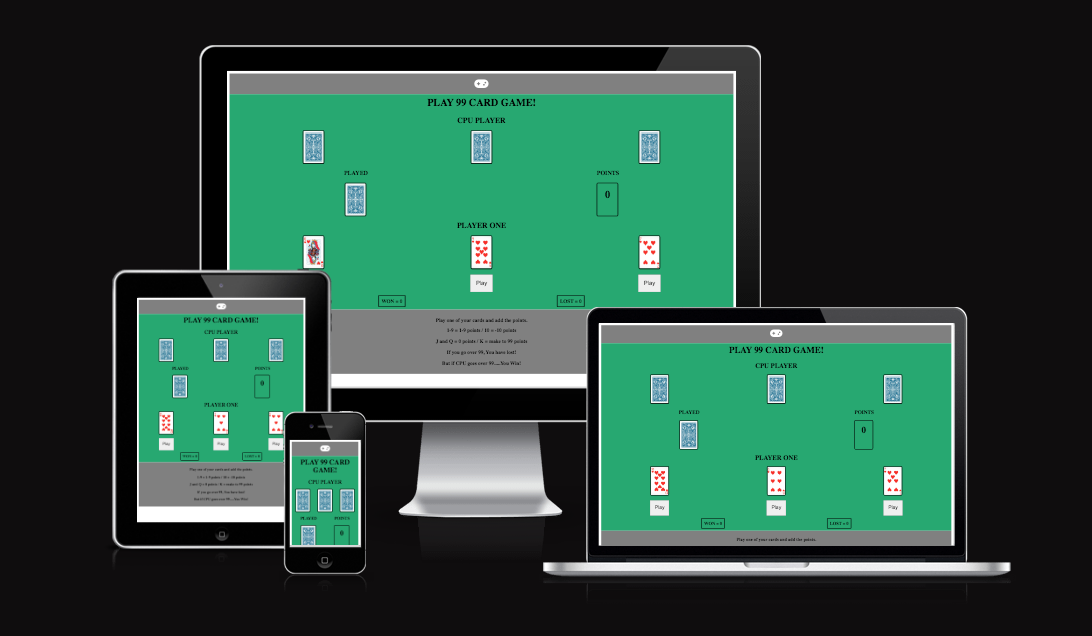 PLAY 99 CARD GAME!
CPU PLAYER
PLAYED
POINTS
0
PLAYER ONE
Play
Play
WON = 0
LOST = 0
Play one of your cards and add the points.
1-9 = 1-9 points / 10 = -10 points
J and Q = 0 points / K = make to 99 points
If you go over 99, You have lost!!
But if CPU goes over 99.....You Win!
PLAY 99 CARD GAME!
CPU PLAYER
PLAYED
POINTS
0
PLAYER ONE
Play
Play
Play
WON = 0
LOST = 0
Play one of your cards and add the points.
1-9 = 1-9 points / 10 = -10 points
J and Q = 0 points / K = make to 99 points
If you go over 99, You have lost!!
But if CPU goes over 99.....You Win!
PLAY 99 CARD
GAME!
CPU PLAYER
PLAYED
POINTS
0
PLAY 99 CARD GAME!
CPU PLAYER
PLAYED
POINTS
0
PLAYER ONE
Play
Play
Play
WON = 0
LOST = 0
Play one of your cards and add the points.